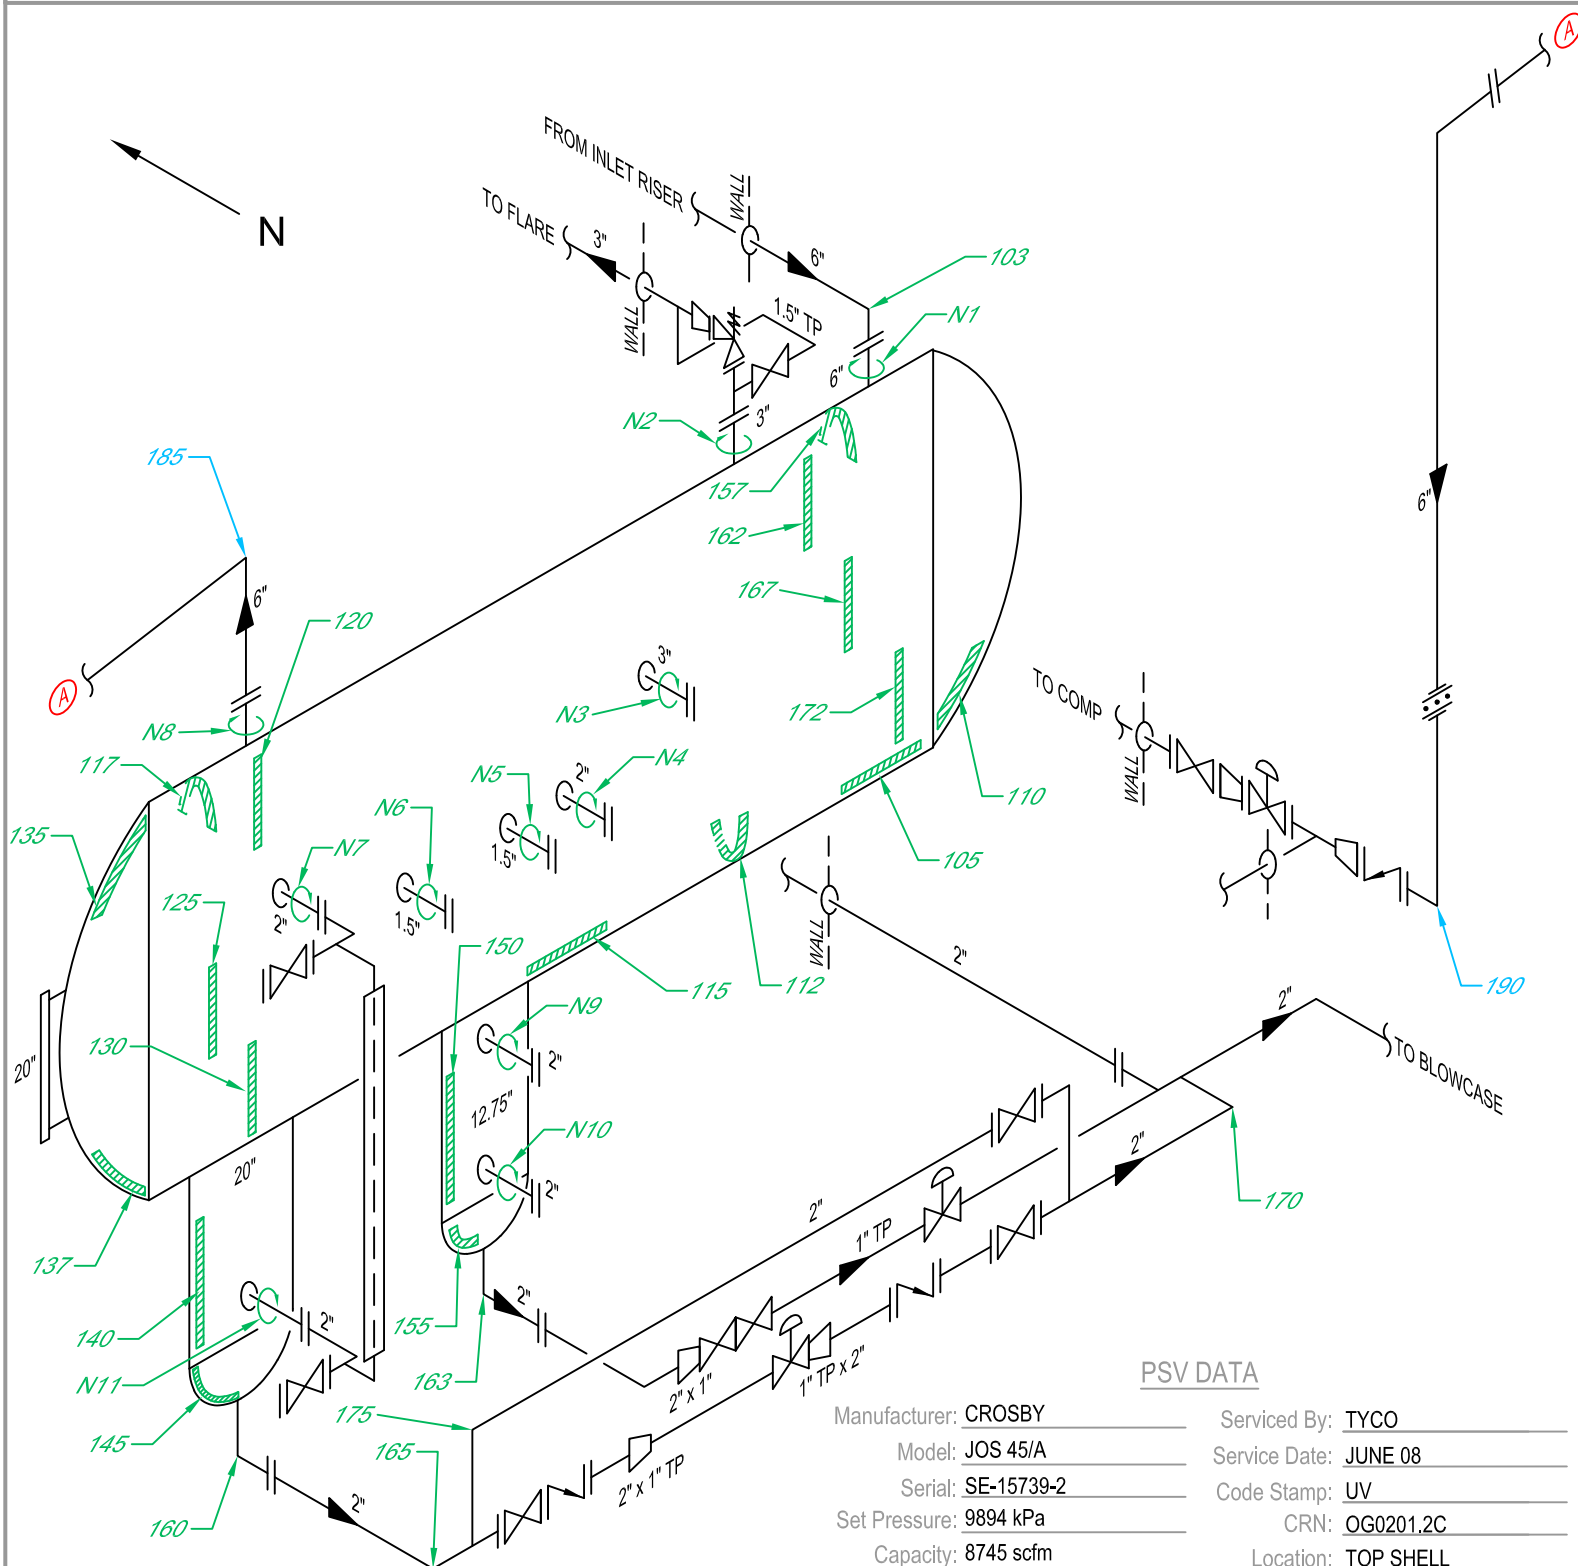 A
FROM INLET RISER
WALL
TO FLARE
3"
N
6"
103
1.5" TP
N1
WALL
6"
N2
3"
185
157
6"
162
6"
120
167
A
3"
TO COMP
N3
172
N8
117
N5
2"
N4
WALL
110
N6
135
N7
1.5"
105
125
2"
1.5"
150
WALL
2"
115
112
190
2"
N9
130
20"
2"
TO BLOWCASE
12.75"
N10
2"
20"
2"
170
2"
1" TP
137
2"
2"
140
155
N11
163
2" x 1"
1" TP x 2"
175
145
165
2" x 1" TP
2"
160
PSV DATA
Manufacturer: CROSBY
Serviced By: TYCO
Model: JOS 45/A
Service Date: JUNE 08
Serial: SE-15739-2
Code Stamp: UV
Set Pressure: 9894 kPa
CRN: OG0201.2C
Capacity: 8745 scfm
Location: TOP SHELL